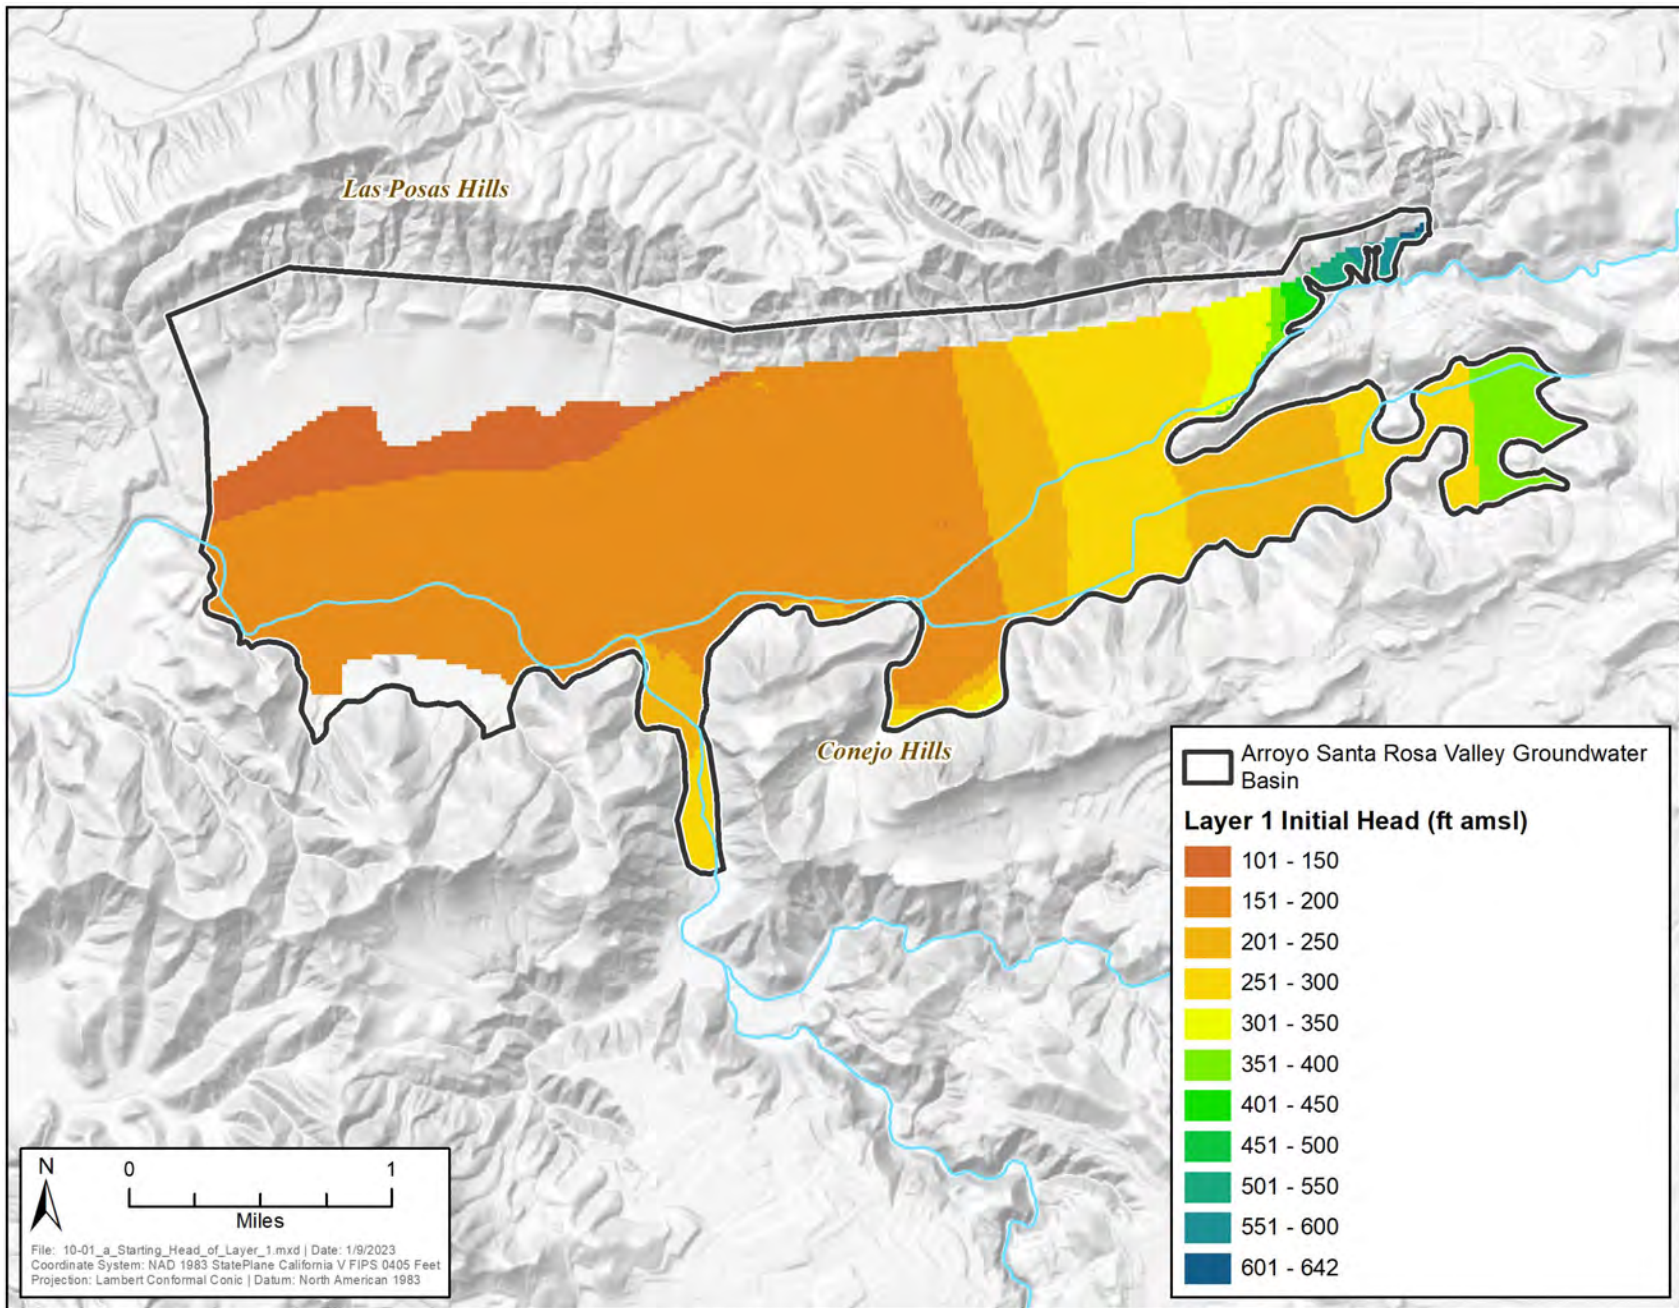 Las Posas Hills
Conejo Hills
Arroyo Santa Rosa Valley Groundwater
Basin
Layer 1 Initial Head (ft amsl)
101 - 150
151 - 200
201 - 250
251 - 300
301 - 350
351 - 400
401 - 450
451 - 500
501 - 550
551 - 600
601 - 642
N
0 1
Miles
File: 10-01_a_Starting_Head_of_Layer_1.mxd | Date: 1/9/2023
Coordinate System: NAD 1983 StatePlane California V FIPS 0405 Feet
Projection: Lambert Conformal Conic | Datum: North American 1983